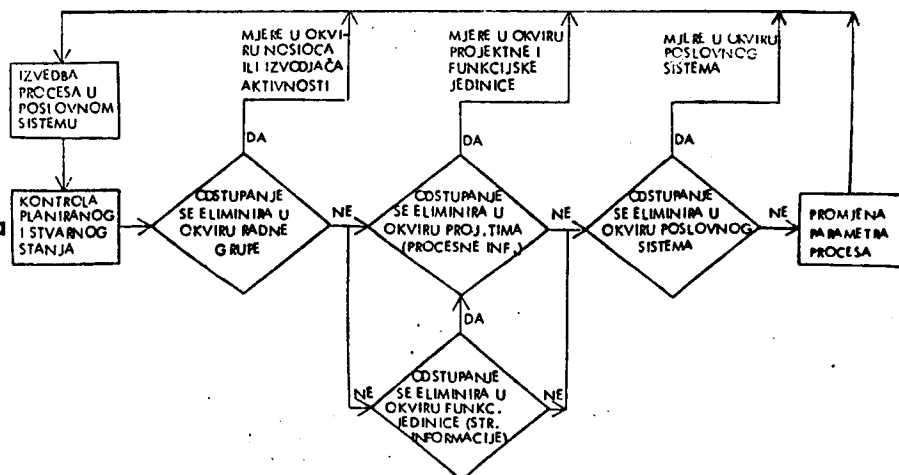 IZVEDBA
PROCESA U
POSLOVNOM
SISTEMU
KONTROLA
PLANIRANOG
I STVARNOG
STANJA
MJERE U OKVI-
RU NOSIOCA
ILI IZVODJAČA
AKTIVNOSTI
DA
ODSTUPANJE
SE ELIMINIRA U
OKVIRU RADNE
GRUPE
NE
MJERE U OKVIRU
PROJEKTNE I
FUNKCIJSKE
JEDINICE
DA
ODSTUPANJE
SE ELIMINIRA U
OKVIRU PROJ.TIMA
(PROCESNE INF.)
NE
DA
NE
ODSTUPANJE
SE ELIMINIRA U
OKVIRU FUNKC.
JEDINICE (STR.
INFORMACIJE)
NE
MJERE U OKVIRU
POSLOVNOG
SISTEMA
DA
ODSTUPANJE
SE ELIMINIRA U
OKVIRU POSLOVNOG
SISTEMA
NE
PROMJENA
PARAMETRA
PROCESA